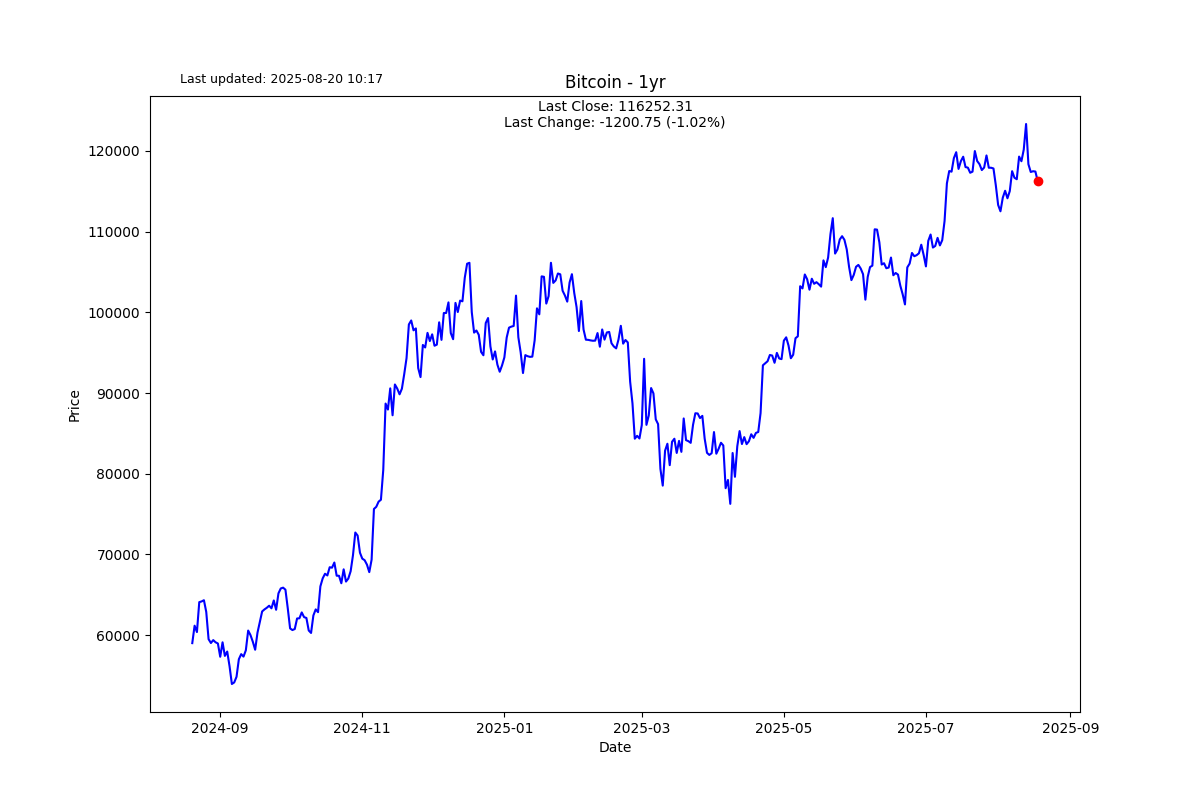 Last updated: 2025-08-20 10:17
Bitcoin - 1yr
Last Close: 116252.31
Last Change: -1200.75 (-1.02%)
120000
110000
100000
90000
80000
70000
60000
Price
2024-09 2024-11 2025-01 2025-03 2025-05 2025-07 2025-09
Date